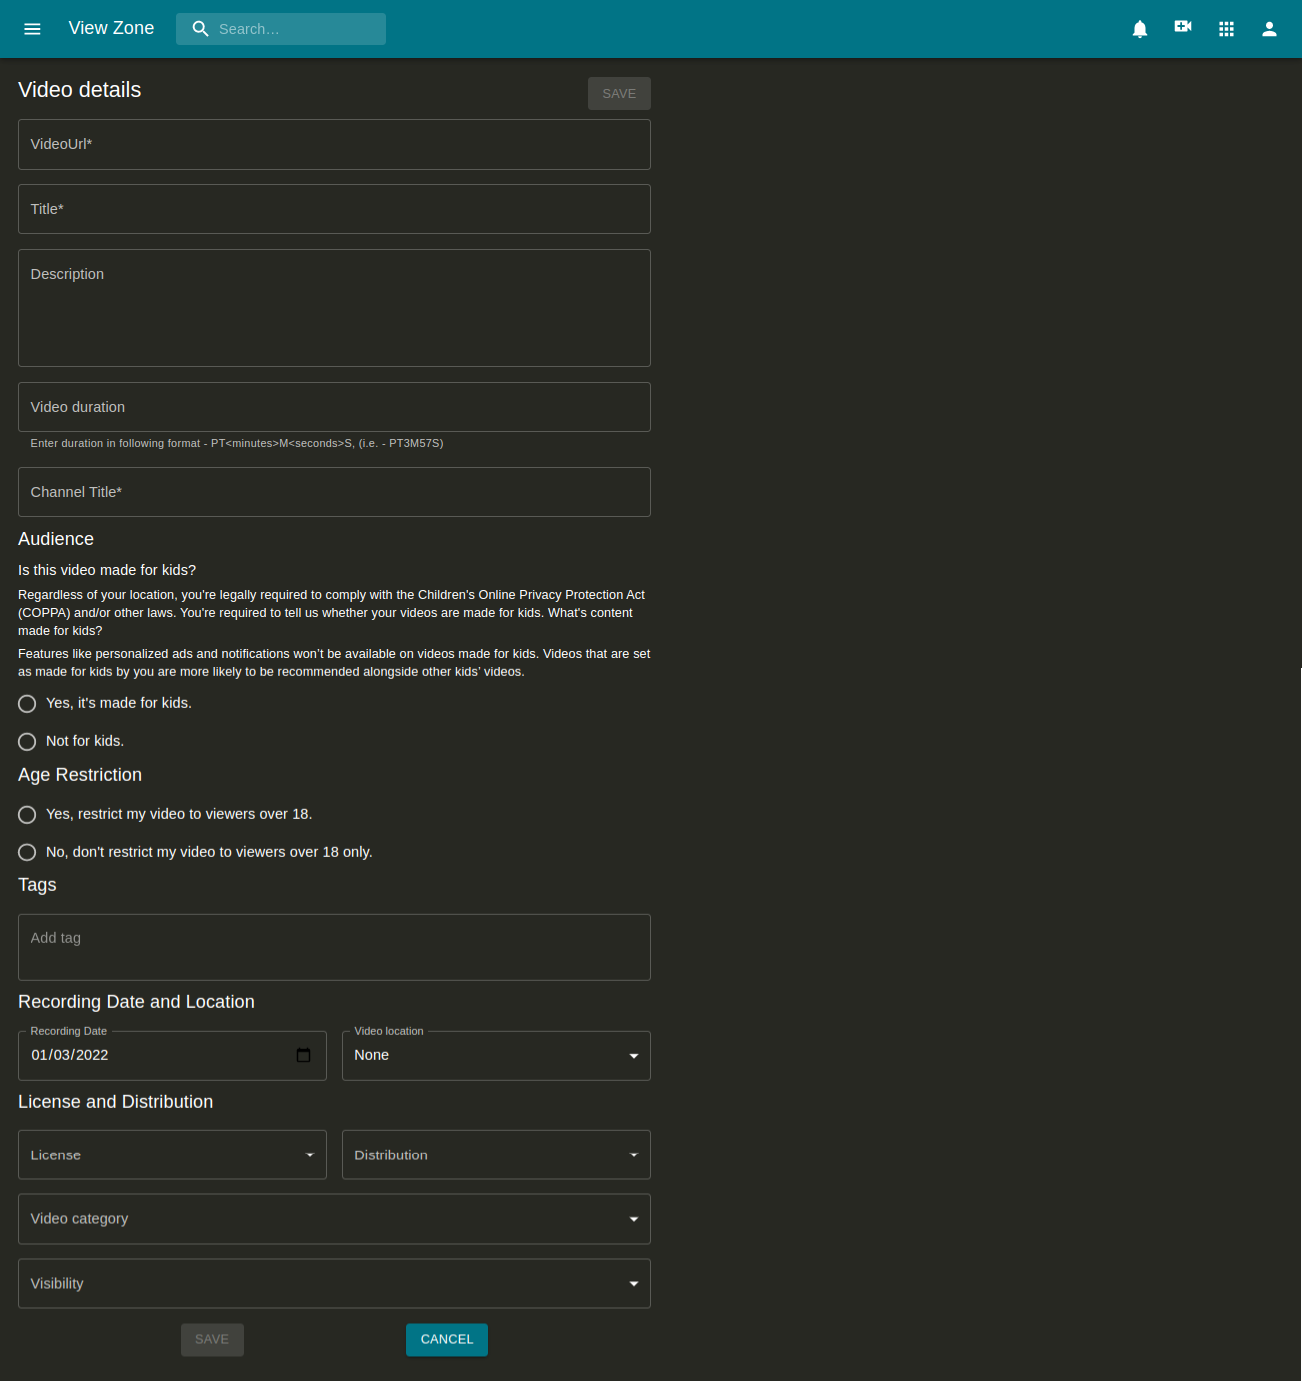 View Zone
Search…
Video details
SAVE
VideoUrl*
Title*
Description
Video duration
Enter duration in following format - PT<minutes>M<seconds>S, (i.e. - PT3M57S)
Channel Title*
Audience
Is this video made for kids?
Regardless of your location, you're legally required to comply with the Children's Online Privacy Protection Act
(COPPA) and/or other laws. You're required to tell us whether your videos are made for kids. What's content
made for kids?
Features like personalized ads and notifications won’t be available on videos made for kids. Videos that are set
as made for kids by you are more likely to be recommended alongside other kids’ videos.
Yes, it's made for kids.
Not for kids.
Age Restriction
Yes, restrict my video to viewers over 18.
No, don't restrict my video to viewers over 18 only.
Tags
Add tag
Recording Date and Location
Recording Date
01/03/2022
Video location
None
License and Distribution
License
Distribution
Video category
Visibility
SAVE
CANCEL